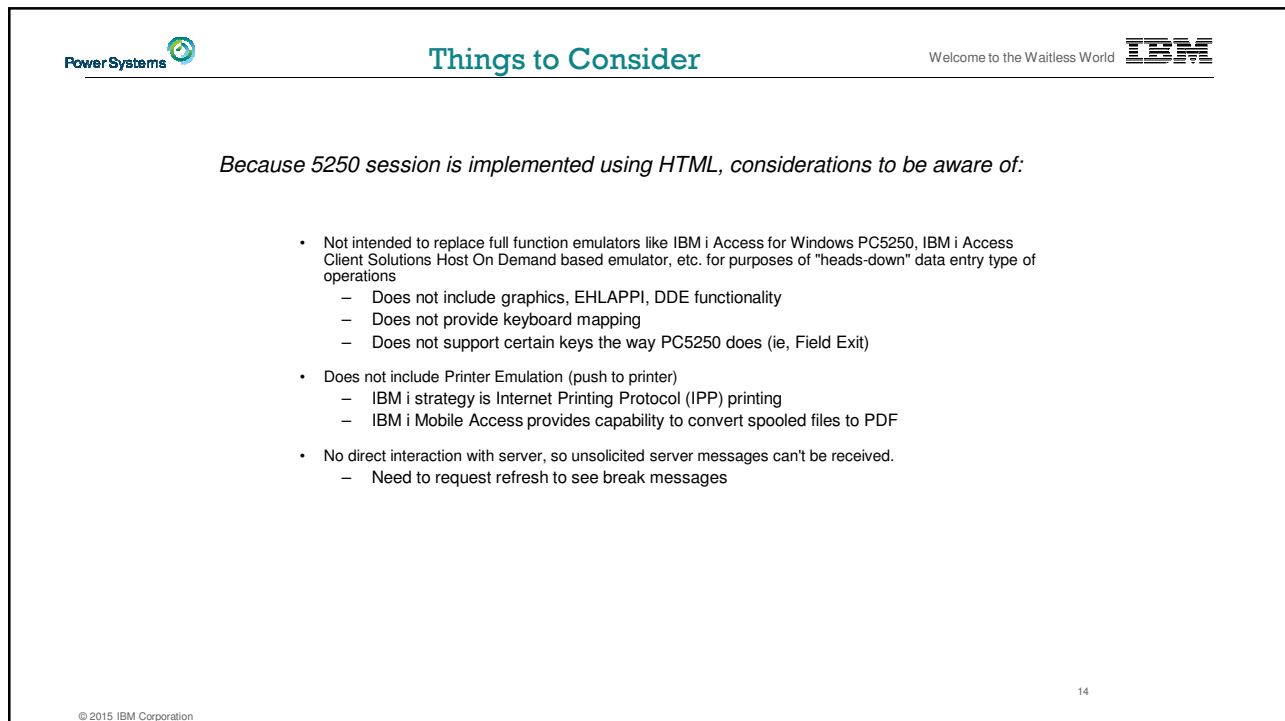 Power Systems
Things to Consider
Welcome to the Waitless World
IBM
Because 5250 session is implemented using HTML, considerations to be aware of:
• Not intended to replace full function emulators like IBM i Access for Windows PC5250, IBM i Access
Client Solutions Host On Demand based emulator, etc. for purposes of "heads-down" data entry type of
operations
– Does not include graphics, EHLAPPI, DDE functionality
– Does not provide keyboard mapping
– Does not support certain keys the way PC5250 does (ie, Field Exit)
• Does not include Printer Emulation (push to printer)
– IBM i strategy is Internet Printing Protocol (IPP) printing
– IBM i Mobile Access provides capability to convert spooled files to PDF
• No direct interaction with server, so unsolicited server messages can't be received.
– Need to request refresh to see break messages
14
© 2015 IBM Corporation